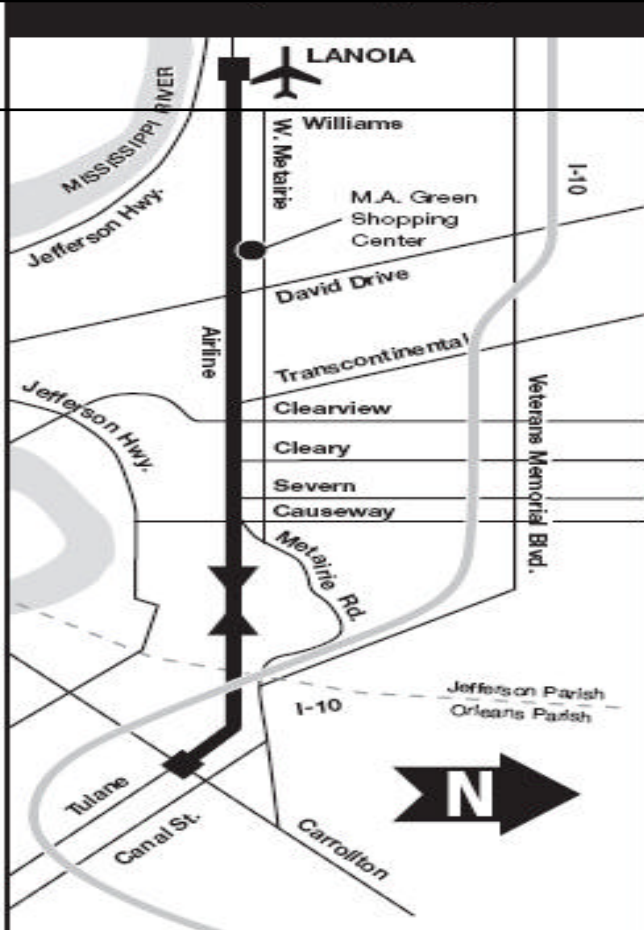 LANOIA
MISSISSIPPI RIVER
Williams
W. Metairie
I-10
M.A. Green
Shopping
Center
Jefferson Hwy.
David Drive
Airline
Transcontinental
Jefferson Hwy.
Clearview
Veterans Memorial Blvd.
Cleary
Severn
Causeway
Metairie Rd.
Jefferson Parish
I-10
Orleans Parish
N
Tulane
Canal St.
Carrollton